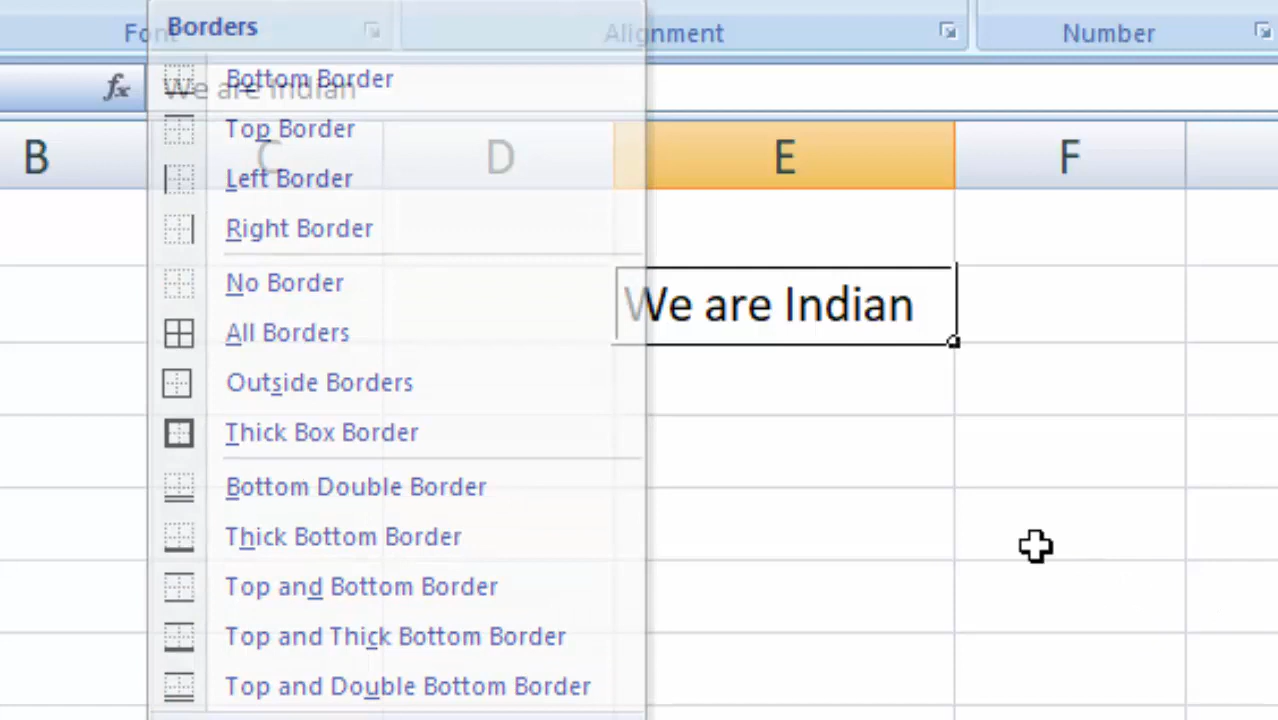 Borders
Font
Alignment
Number
fx
We are Indian
Bottom Border
Top Border
Left Border
Right Border
No Border
All Borders
Outside Borders
Thick Box Border
Bottom Double Border
Thick Bottom Border
Top and Bottom Border
Top and Thick Bottom Border
Top and Double Bottom Border
B C D E F
We are Indian